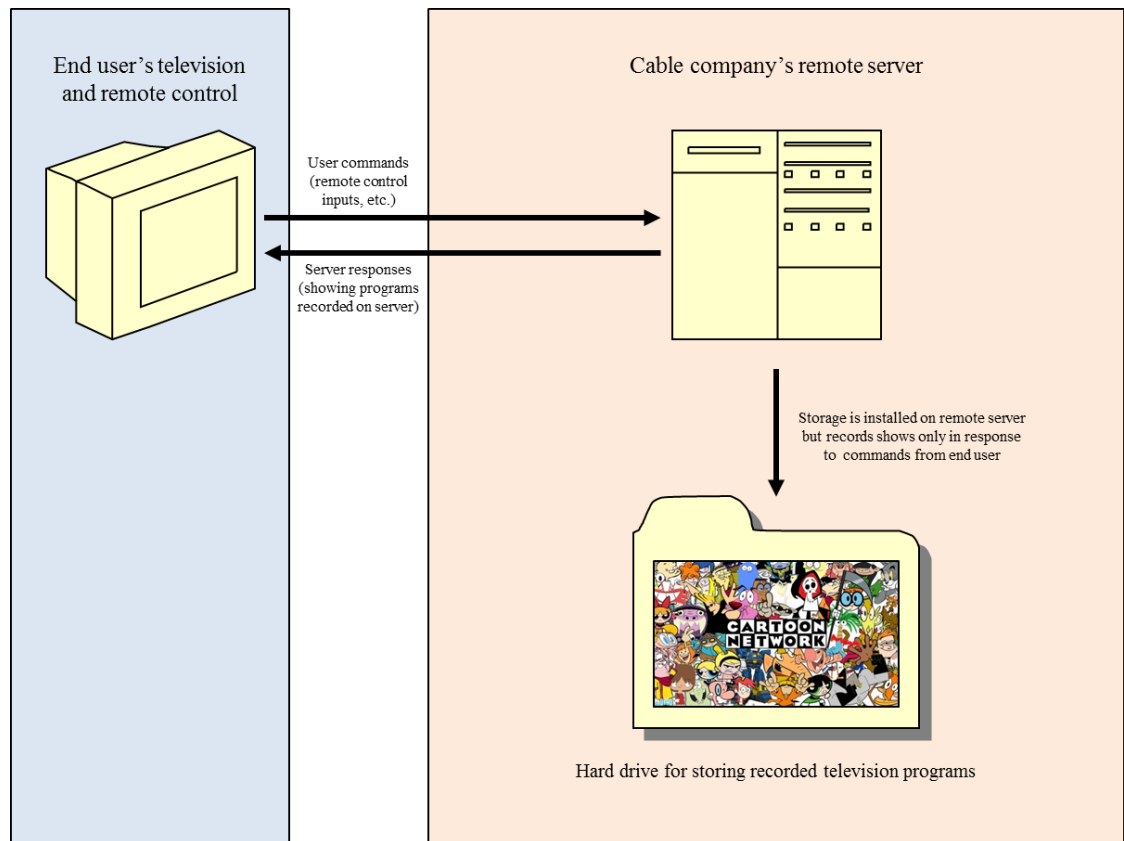 End user’s television
and remote control
Cable company’s remote server
User commands
(remote control
inputs, etc.)
Server responses
(showing programs
recorded on server)
Storage is installed on remote server
but records shows only in response
to commands from end user
CARTOON
NETWORK
Hard drive for storing recorded television programs